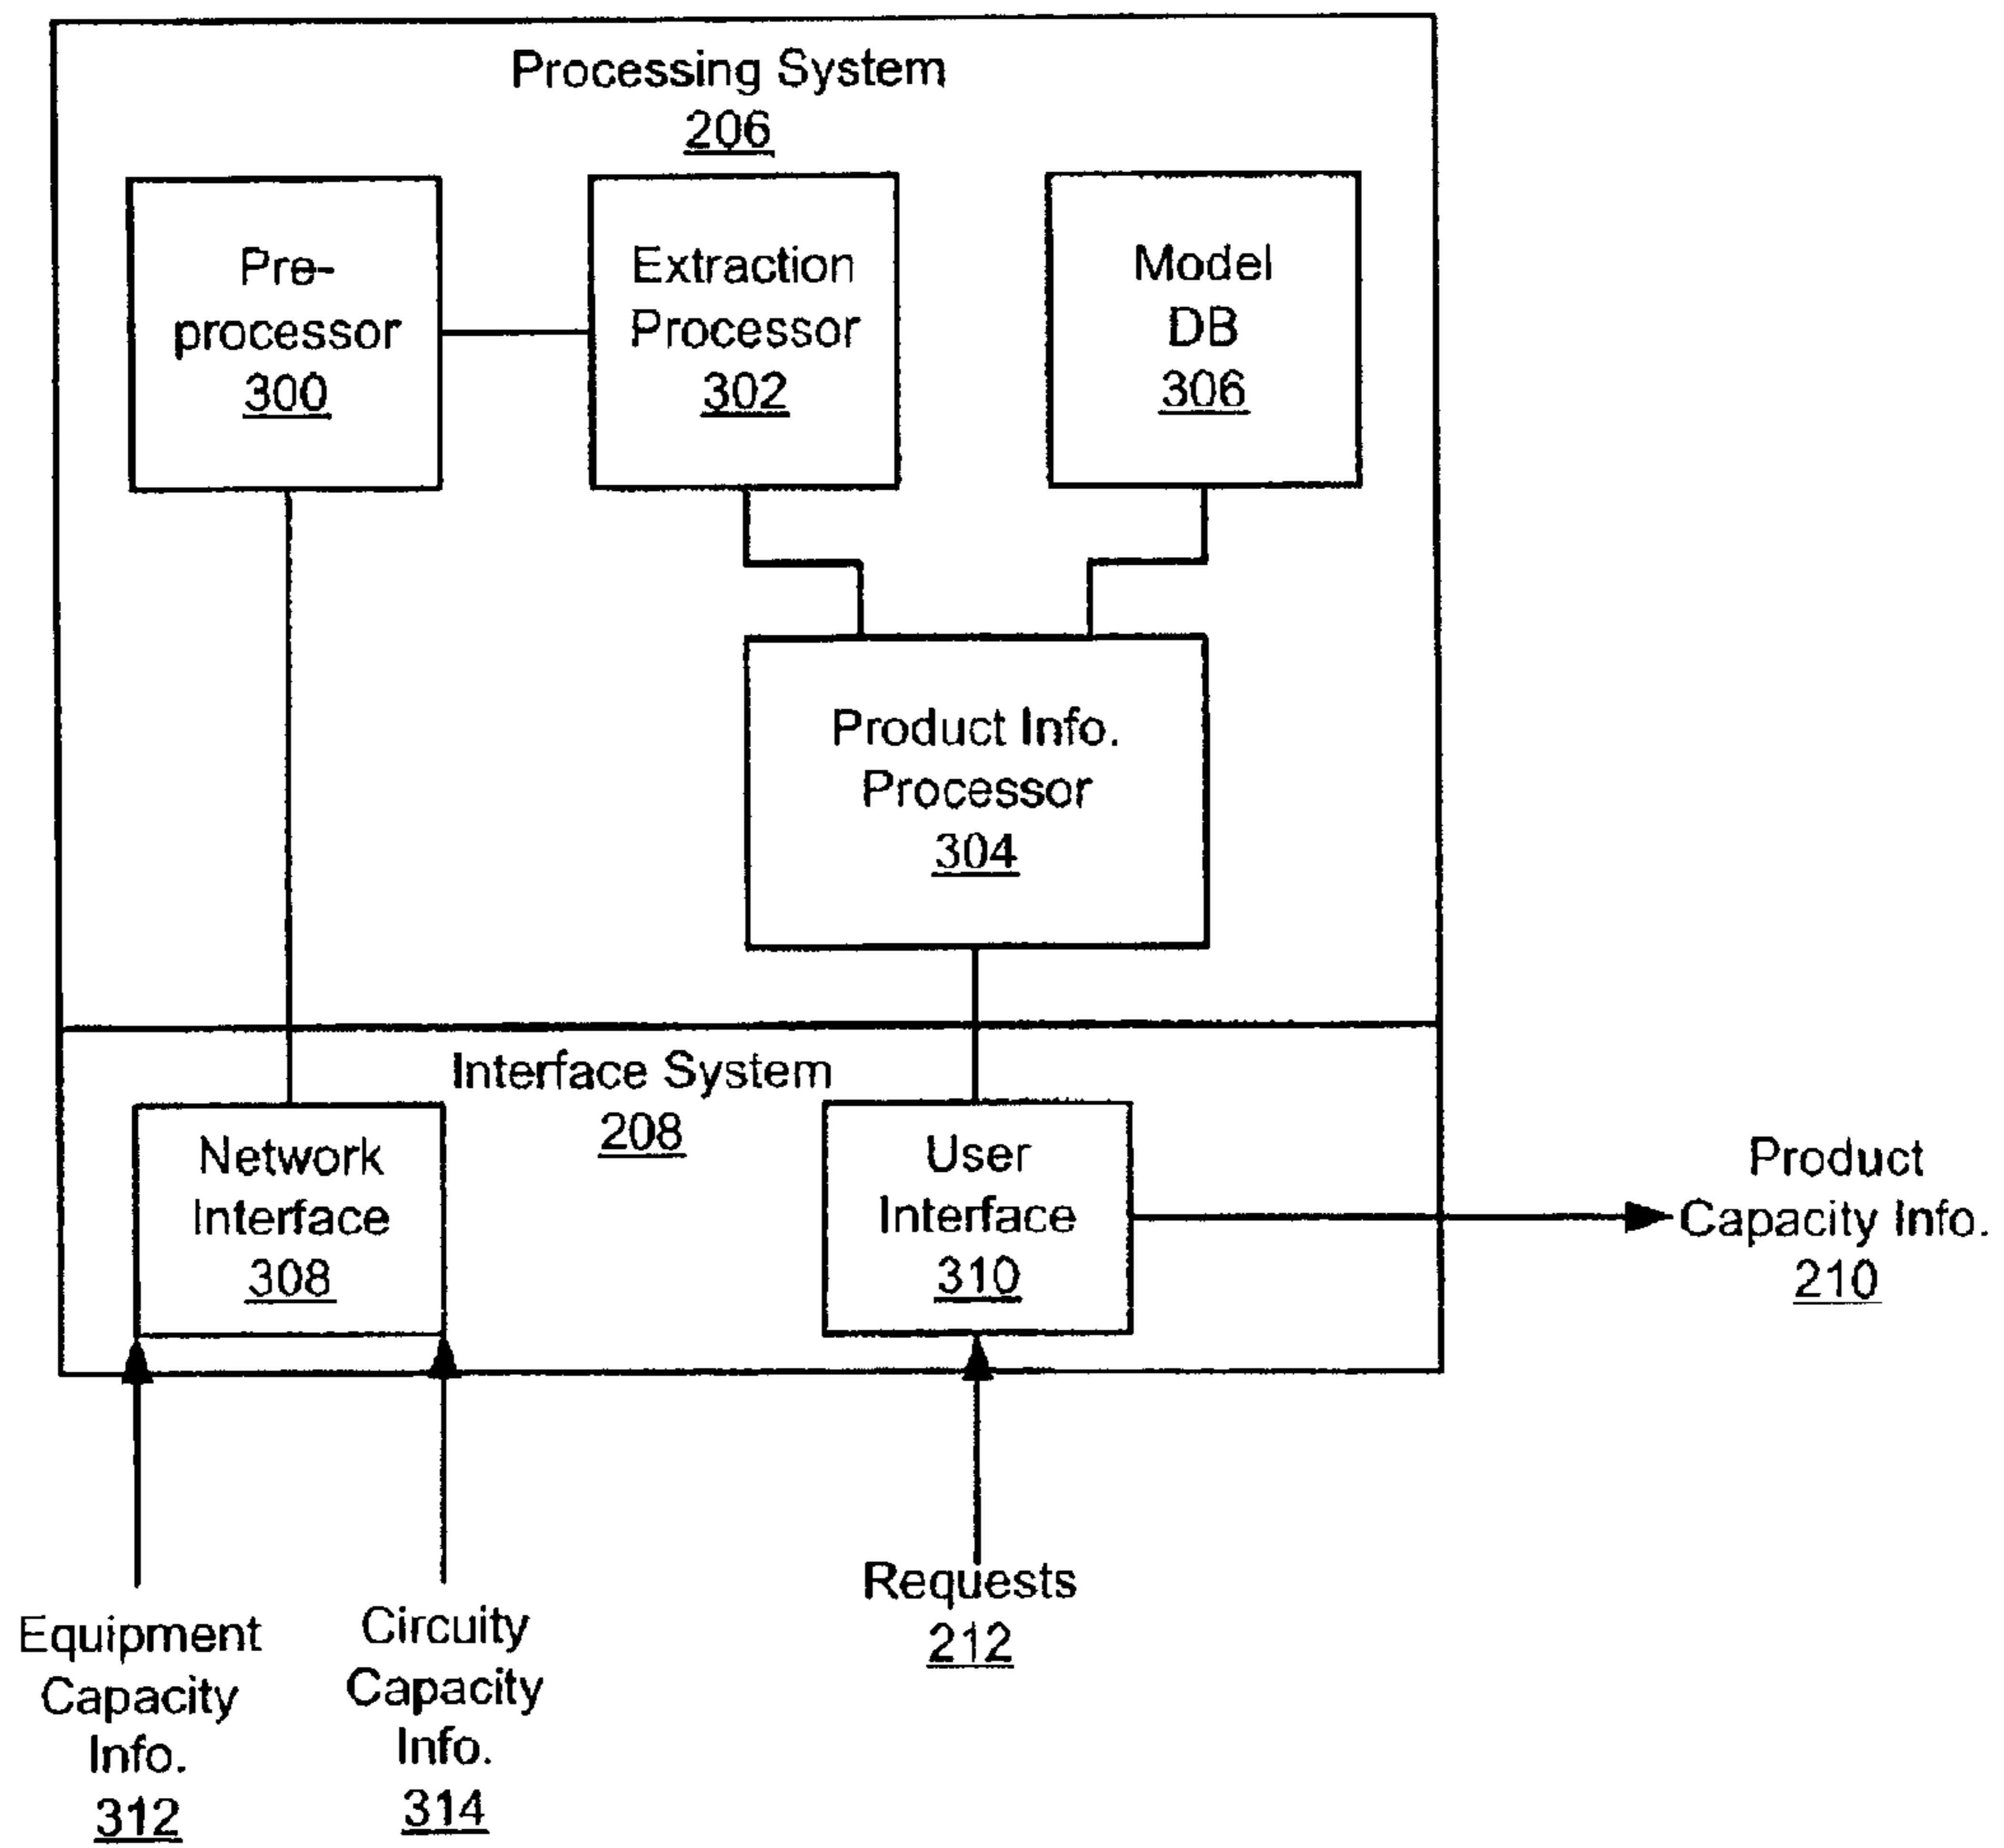 Processing System
206
Pre-
processor
300
Extraction
Processor
302
Model
DB
306
Product Info.
Processor
304
Interface System
208
Network
Interface
308
User
Interface
310
Product
Capacity Info.
210
Requests
212
Equipment
Capacity
Info.
312
Circuity
Capacity
Info.
314